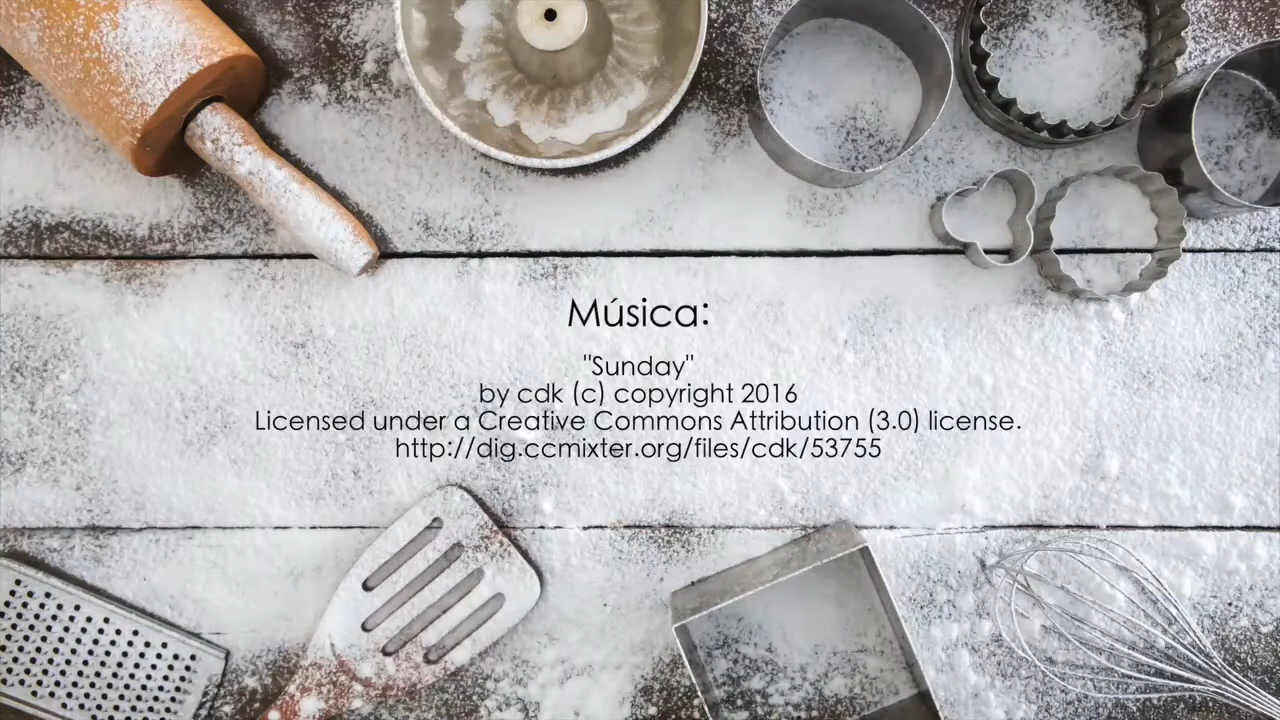 Música:
"Sunday"
by cdk (c) copyright 2016
Licensed under a Creative Commons Attribution (3.0) license.
http://dig.ccmixter.org/files/cdk/53755